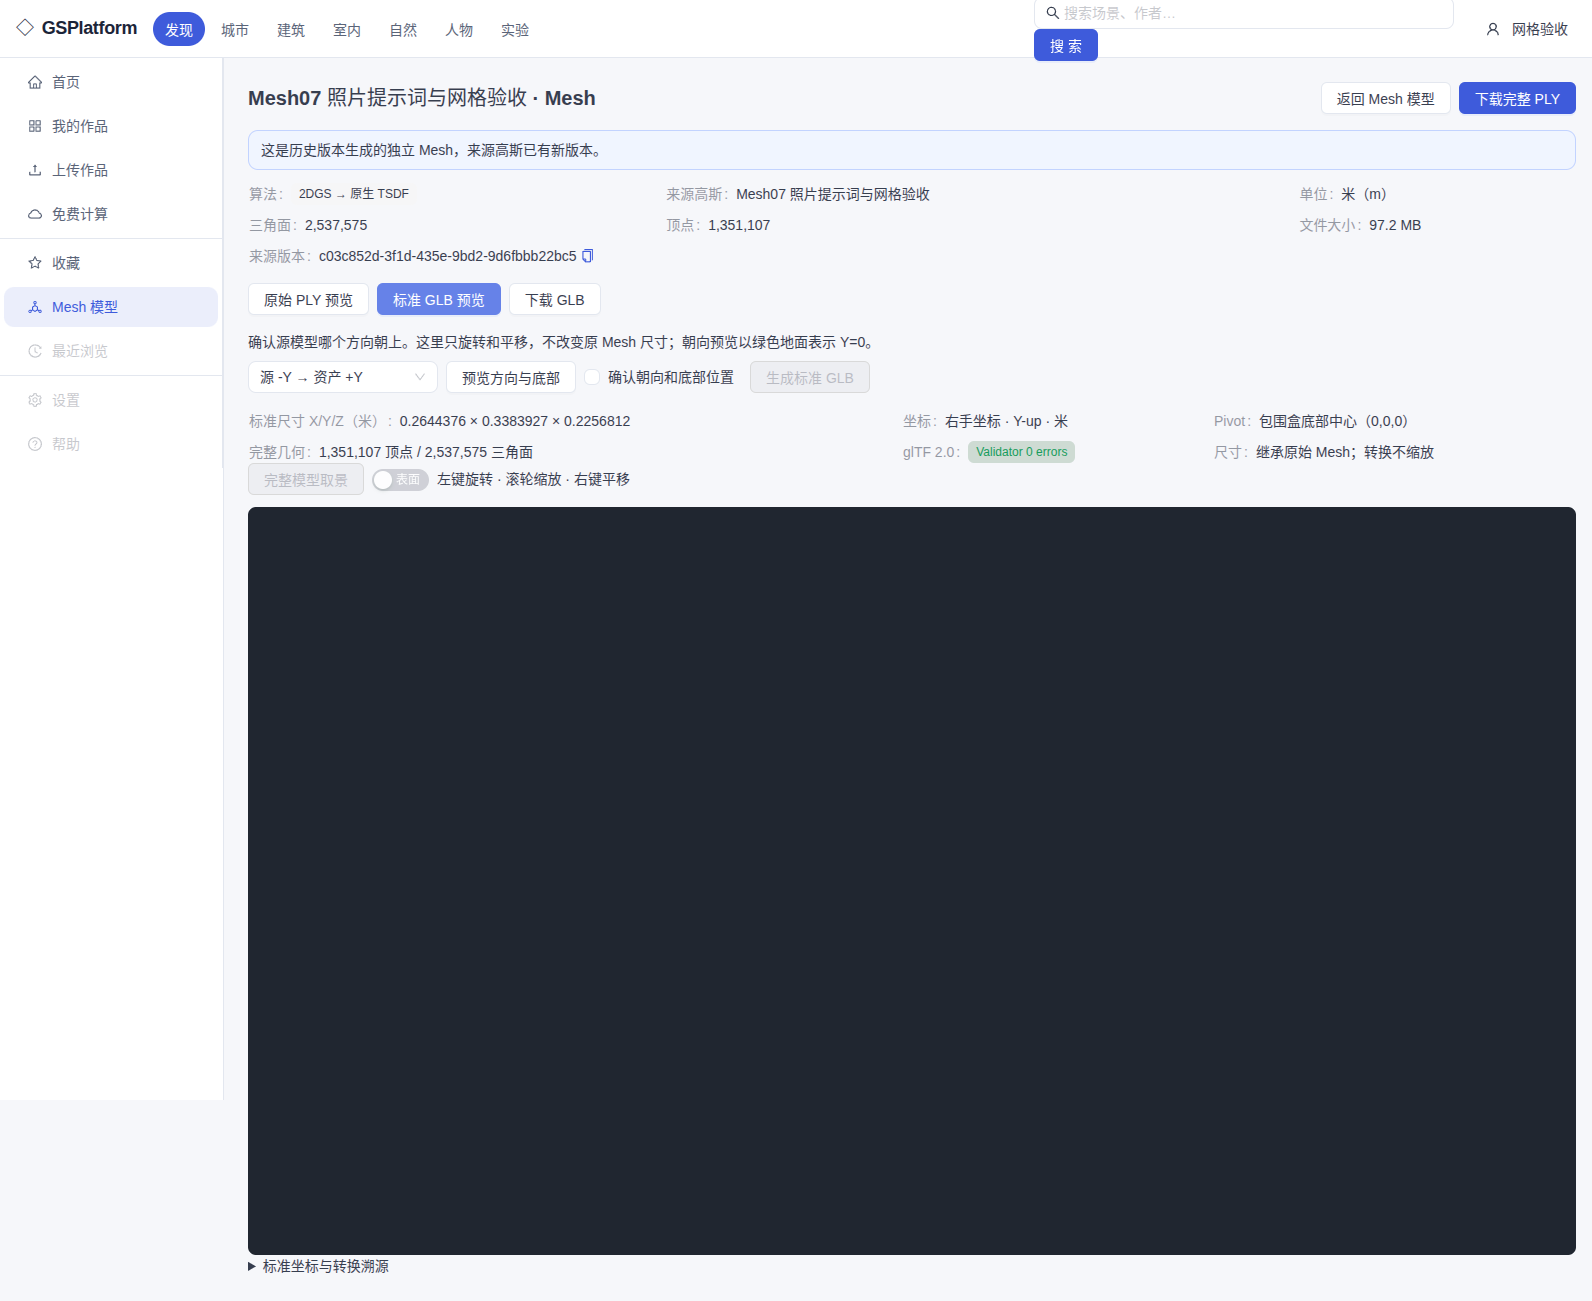 GSPlatform 发现 城市 建筑 室内 自然 人物 实验 搜索场景、作者… 搜 索 网格验收
首页
我的作品
上传作品
免费计算
收藏
Mesh 模型
最近浏览
设置
帮助
Mesh07 照片提示词与网格验收 · Mesh 返回 Mesh 模型 下载完整 PLY
这是历史版本生成的独立 Mesh，来源高斯已有新版本。
算法: 2DGS → 原生 TSDF 来源高斯: Mesh07 照片提示词与网格验收 单位: 米（m）
三角面: 2,537,575 顶点: 1,351,107 文件大小: 97.2 MB
来源版本: c03c852d-3f1d-435e-9bd2-9d6fbbb22bc5
原始 PLY 预览 标准 GLB 预览 下载 GLB
确认源模型哪个方向朝上。这里只旋转和平移，不改变原 Mesh 尺寸；朝向预览以绿色地面表示 Y=0。
源 -Y → 资产 +Y 预览方向与底部 确认朝向和底部位置 生成标准 GLB
标准尺寸 X/Y/Z（米）: 0.2644376 × 0.3383927 × 0.2256812 坐标: 右手坐标 · Y-up · 米 Pivot: 包围盒底部中心（0,0,0）
完整几何: 1,351,107 顶点 / 2,537,575 三角面 glTF 2.0: Validator 0 errors 尺寸: 继承原始 Mesh；转换不缩放
完整模型取景 表面 左键旋转 · 滚轮缩放 · 右键平移
标准坐标与转换溯源